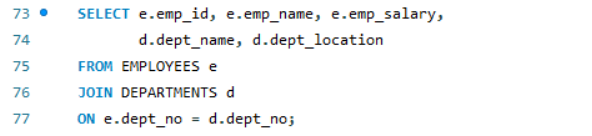 73 SELECT e.emp_id, e.emp_name, e.emp_salary,
74 d.dept_name, d.dept_location
75 FROM EMPLOYEES e
76 JOIN DEPARTMENTS d
77 ON e.dept_no = d.dept_no;